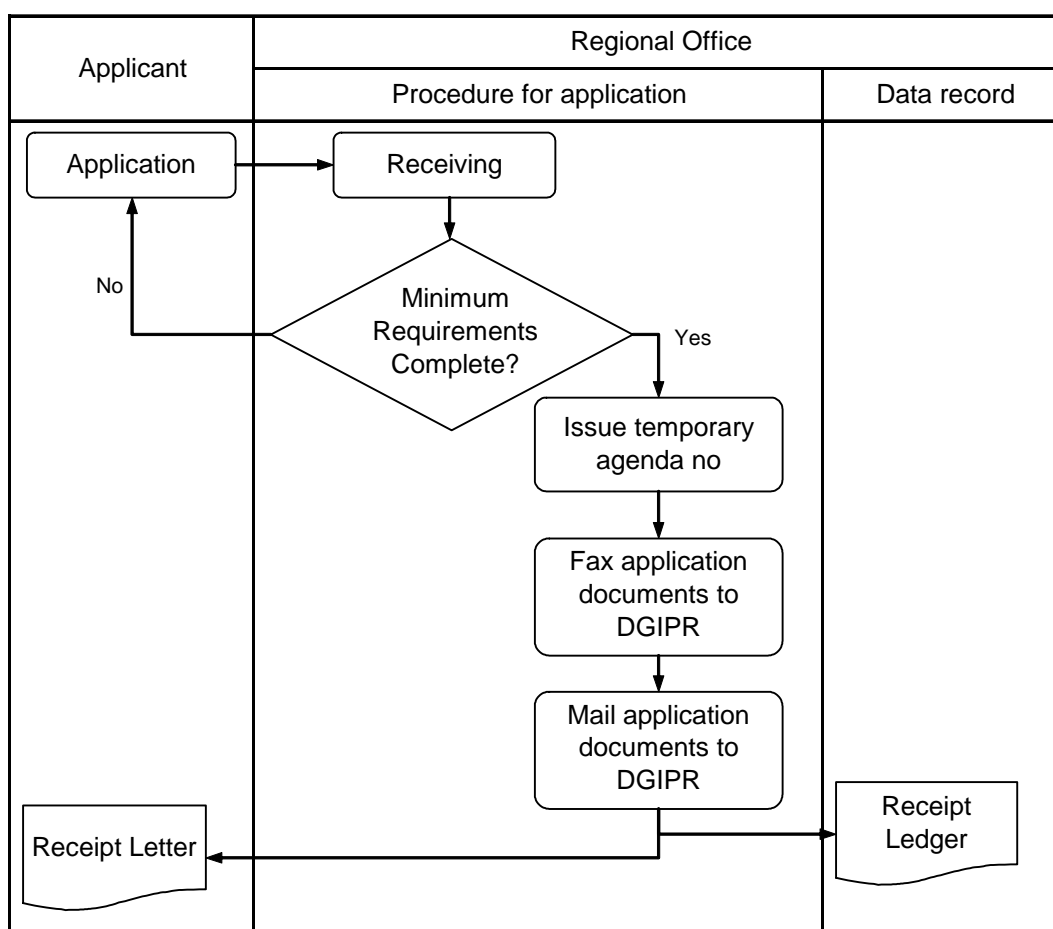 Applicant
Regional Office
Procedure for application
Data record
Application
Receiving
No
Minimum
Requirements
Complete?
Yes
Issue temporary
agenda no
Fax application
documents to
DGIPR
Mail application
documents to
DGIPR
Receipt Letter
Receipt
Ledger